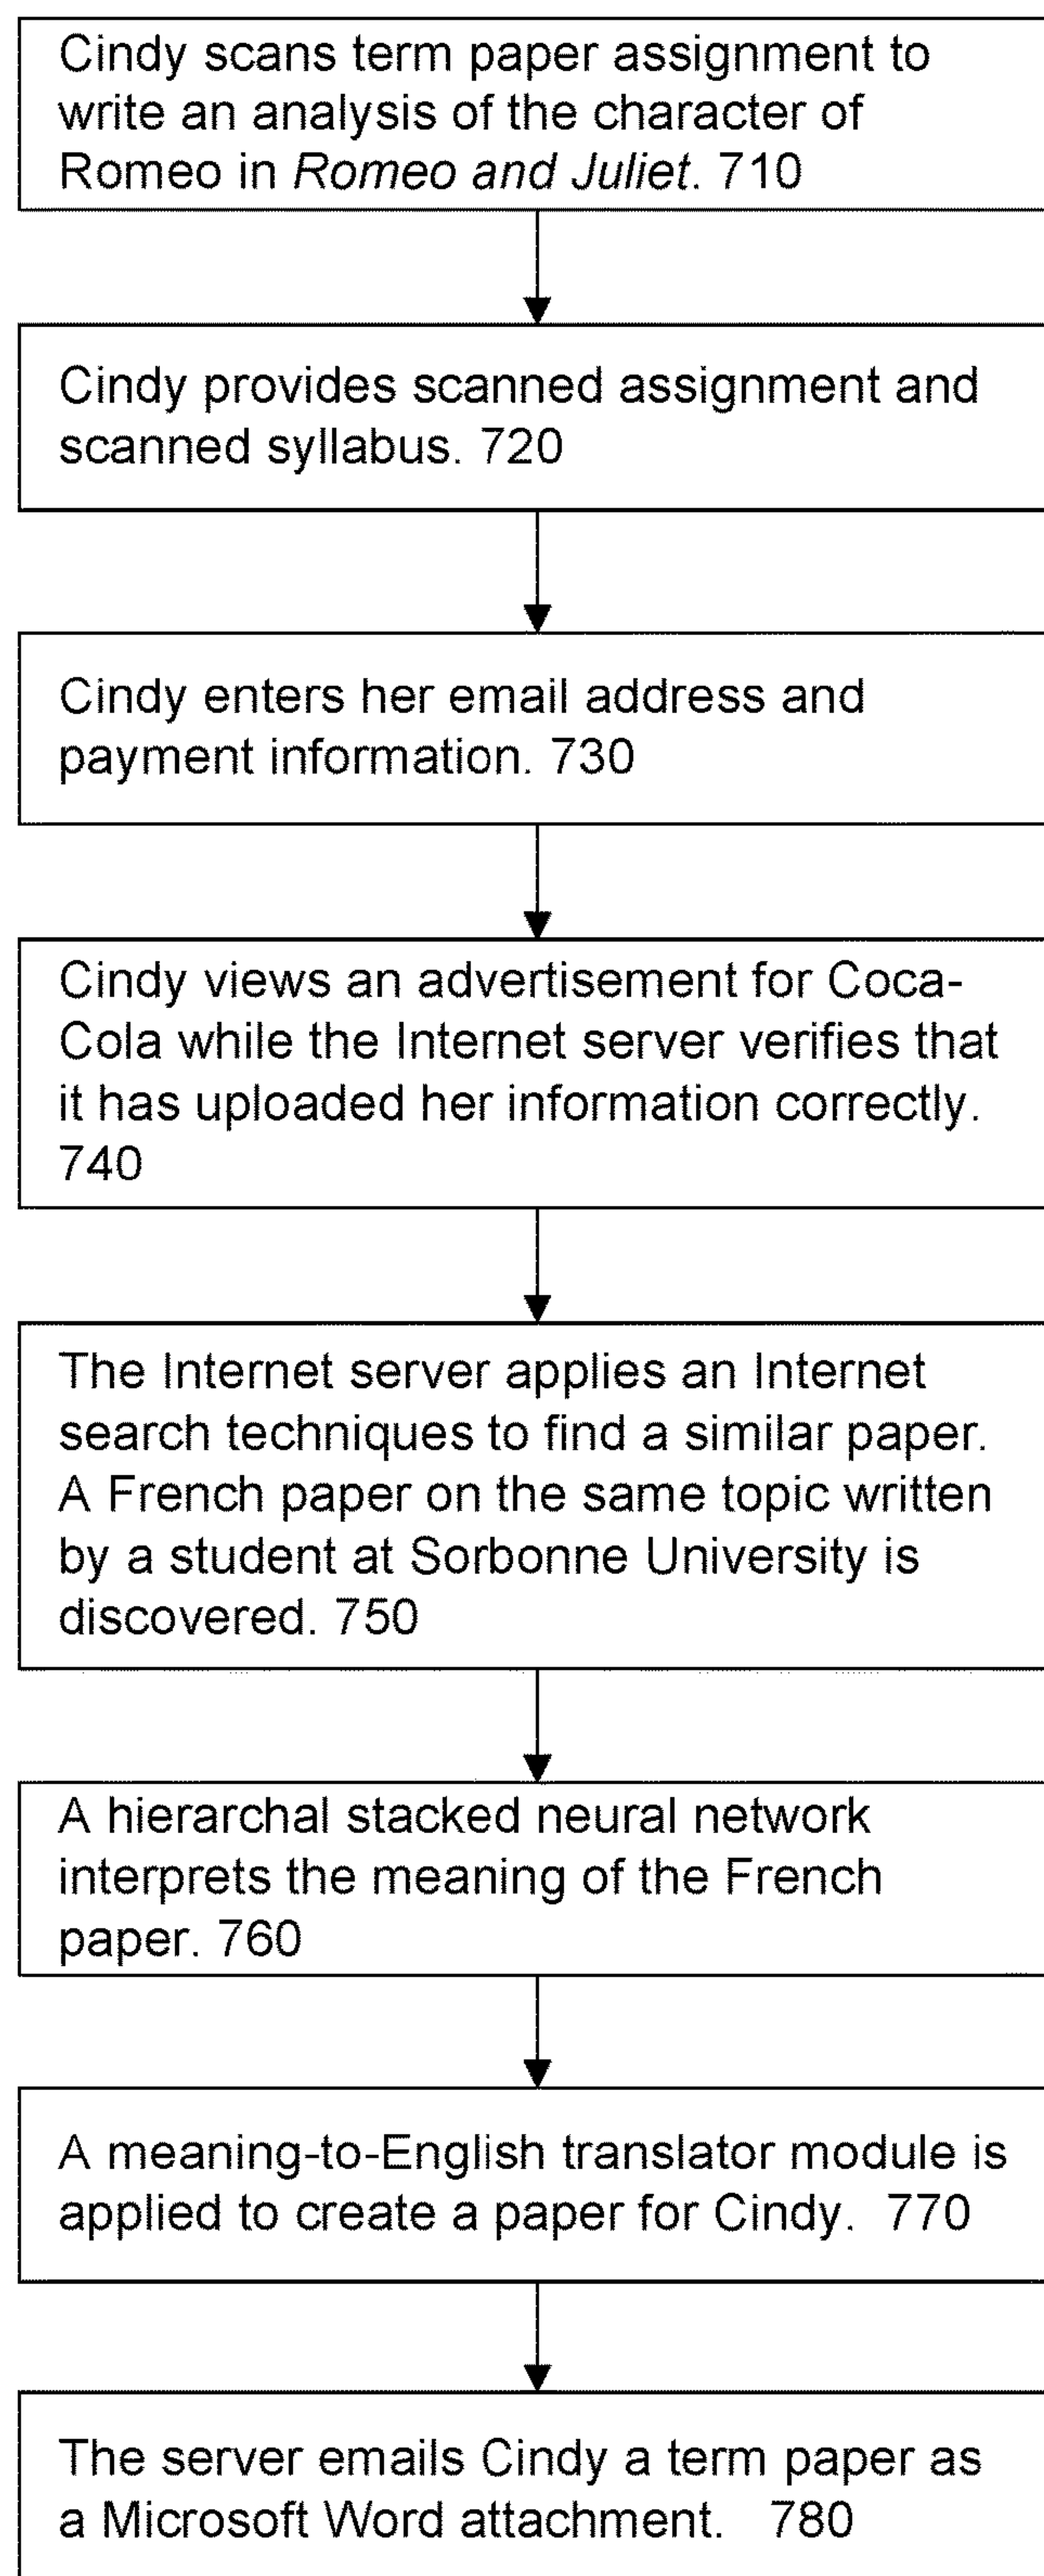 Cindy scans term paper assignment to
write an analysis of the character of
Romeo in Romeo and Juliet. 710
Cindy provides scanned assignment and
scanned syllabus. 720
Cindy enters her email address and
payment information. 730
Cindy views an advertisement for Coca-
Cola while the Internet server verifies that
it has uploaded her information correctly.
740
The Internet server applies an Internet
search techniques to find a similar paper.
A French paper on the same topic written
by a student at Sorbonne University is
discovered. 750
A hierarchal stacked neural network
interprets the meaning of the French
paper. 760
A meaning-to-English translator module is
applied to create a paper for Cindy. 770
The server emails Cindy a term paper as
a Microsoft Word attachment. 780